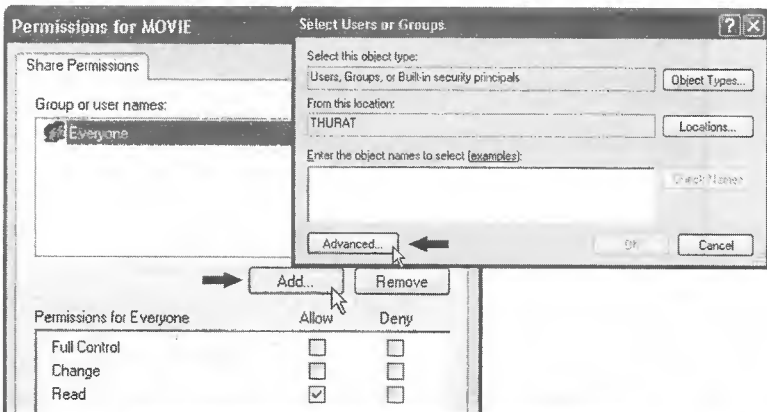 Permissions for MOVIE
Share Permissions
Group or user names:
Everyone
Add...
Remove
Permissions for Everyone
Allow
Deny
Full Control
Change
Read
Select Users or Groups
?
X
Select this object type:
Users, Groups, or Built-in security principals
Object Types...
From this location:
THURAT
Locations...
Enter the object names to select (examples):
Check Names
Advanced...
OK
Cancel